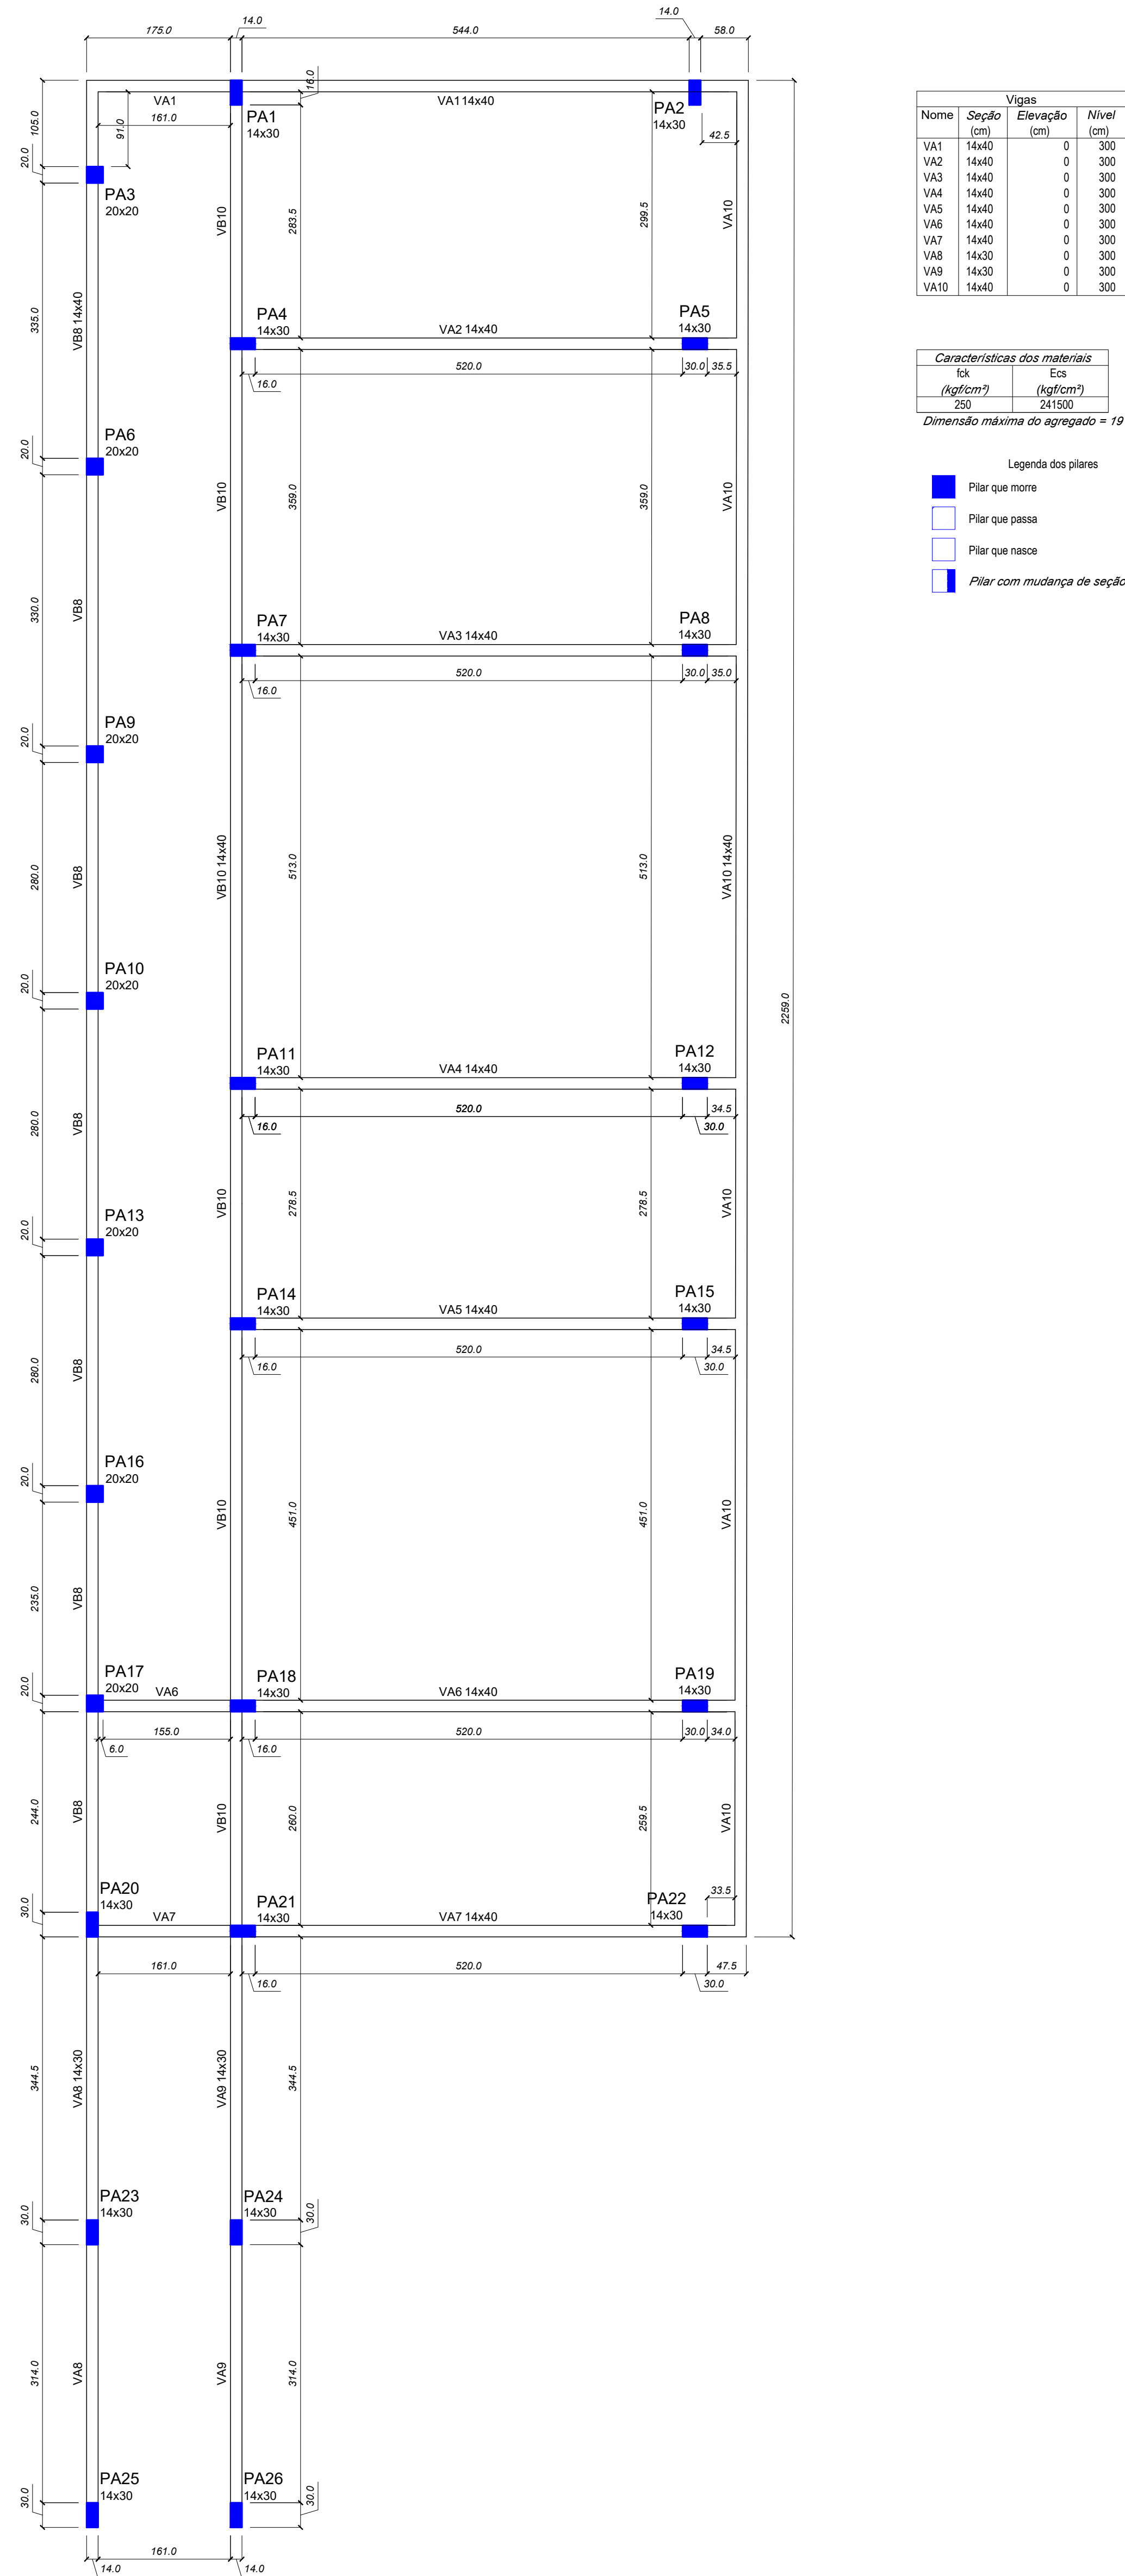 14.0
14.0
175.0
544.0
58.0
VA1
16.0
VA1 14x40
PA1
14x30
PA2
14x30
161.0
91.0
42.5
105.0
20.0
PA3
20x20
VB10
283.5
299.5
VA10
335.0
VB8 14x40
PA4
14x30
VA2 14x40
PA5
14x30
520.0
30.0
35.5
16.0
20.0
PA6
20x20
VB10
359.0
359.0
VA10
330.0
VB8
PA7
14x30
VA3 14x40
PA8
14x30
520.0
30.0
35.0
16.0
20.0
PA9
20x20
280.0
VB8
VB10 14x40
513.0
513.0
VA10 14x40
20.0
PA10
20x20
2259.0
PA11
14x30
VA4 14x40
PA12
14x30
520.0
34.5
16.0
30.0
280.0
VB8
VB10
278.5
278.5
VA10
20.0
PA13
20x20
PA14
14x30
VA5 14x40
PA15
14x30
520.0
34.5
16.0
30.0
280.0
VB8
20.0
PA16
20x20
VB10
451.0
451.0
VA10
235.0
VB8
20.0
PA17
20x20
VA6
PA18
14x30
VA6 14x40
PA19
14x30
155.0
520.0
30.0
34.0
6.0
16.0
244.0
VB8
VB10
260.0
259.5
VA10
30.0
PA20
14x30
VA7
PA21
14x30
VA7 14x40
PA22
14x30
33.5
161.0
520.0
47.5
16.0
30.0
344.5
VA8 14x30
VA9 14x30
344.5
30.0
PA23
14x30
PA24
14x30
30.0
314.0
VA8
VA9
314.0
30.0
PA25
14x30
PA26
14x30
30.0
161.0
14.0
14.0
Vigas
Nome Seção Elevação Nível
(cm) (cm) (cm)
VA1 14x40 0 300
VA2 14x40 0 300
VA3 14x40 0 300
VA4 14x40 0 300
VA5 14x40 0 300
VA6 14x40 0 300
VA7 14x40 0 300
VA8 14x30 0 300
VA9 14x30 0 300
VA10 14x40 0 300
Características dos materiais
fck Ecs
(kgf/cm²) (kgf/cm²)
250 241500
Dimensão máxima do agregado = 19
Legenda dos pilares
Pilar que morre
Pilar que passa
Pilar que nasce
Pilar com mudança de seção